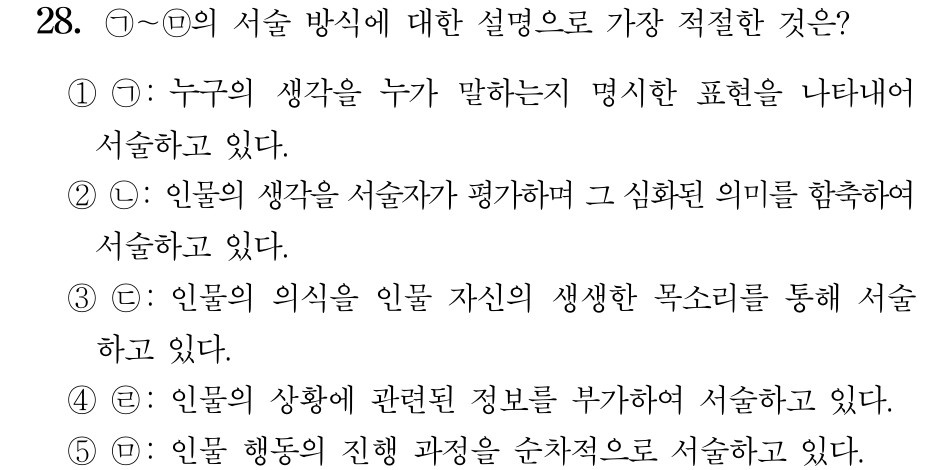 28. ㉠~㉤의 서술 방식에 대한 설명으로 가장 적절한 것은?
① ㉠: 누구의 생각을 누가 말하는지 명시한 표현을 나타내어
서술하고 있다.
② ㉡: 인물의 생각을 서술자가 평가하며 그 심화된 의미를 함축하여
서술하고 있다.
③ ㉢: 인물의 의식을 인물 자신의 생생한 목소리를 통해 서술
하고 있다.
④ ㉣: 인물의 상황에 관련된 정보를 부가하여 서술하고 있다.
⑤ ㉤: 인물 행동의 진행 과정을 순차적으로 서술하고 있다.